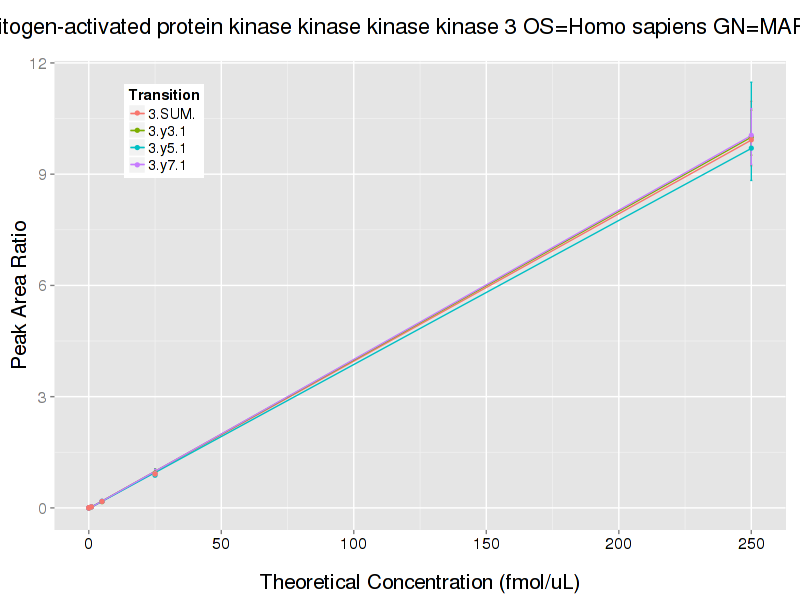 itogen-activated protein kinase kinase kinase kinase 3 OS=Homo sapiens GN=MAP
12
9
6
3
0
Peak Area Ratio
Transition
3.SUM.
3.y3.1
3.y5.1
3.y7.1
0 50 100 150 200 250
Theoretical Concentration (fmol/uL)